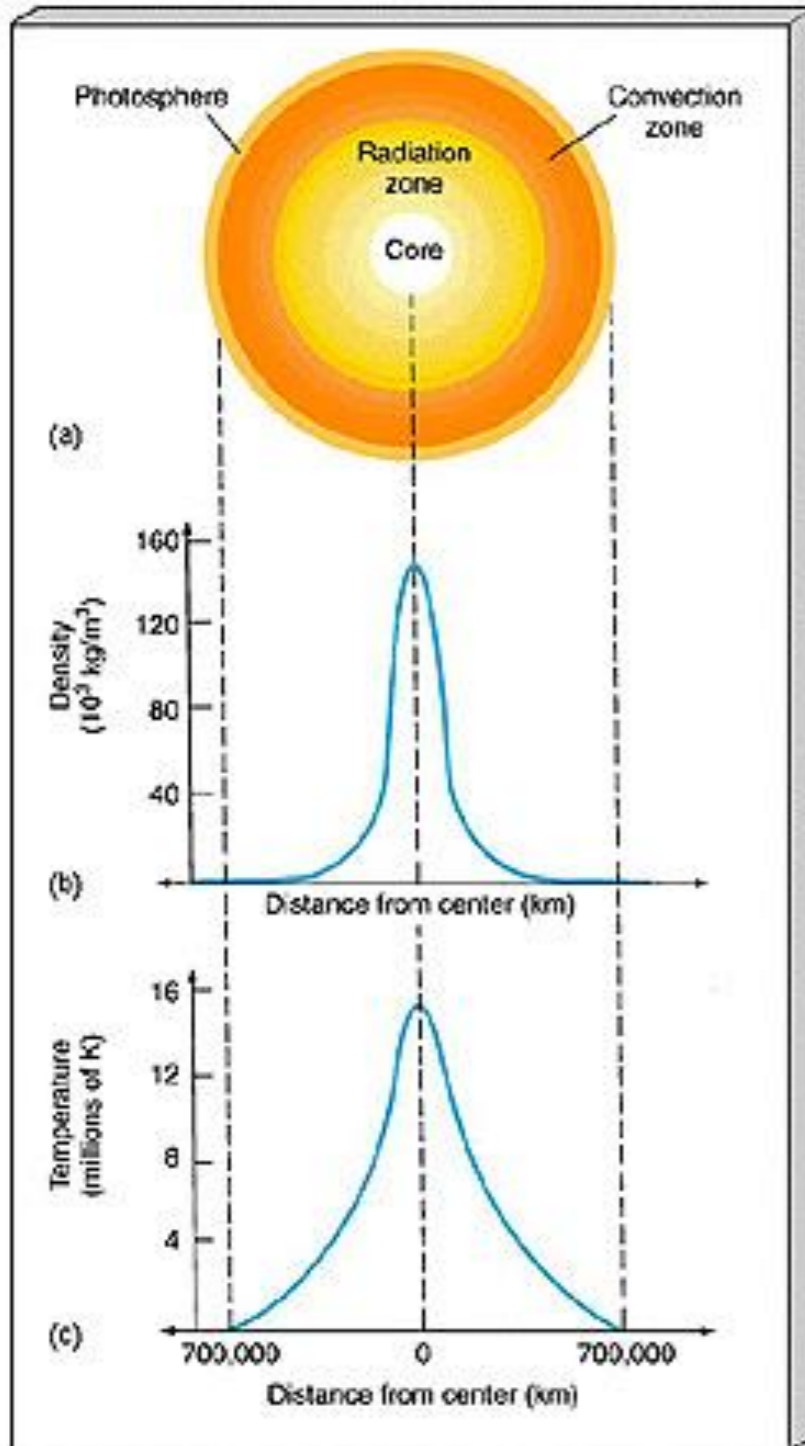 Photosphere
Convection
zone
Radiation
zone
Core
(a)
160
120
80
40
Density
(10³ kg/m³)
(b)
Distance from center (km)
16
12
8
4
Temperature
(millions of K)
(c)
700,000 0 700,000
Distance from center (km)